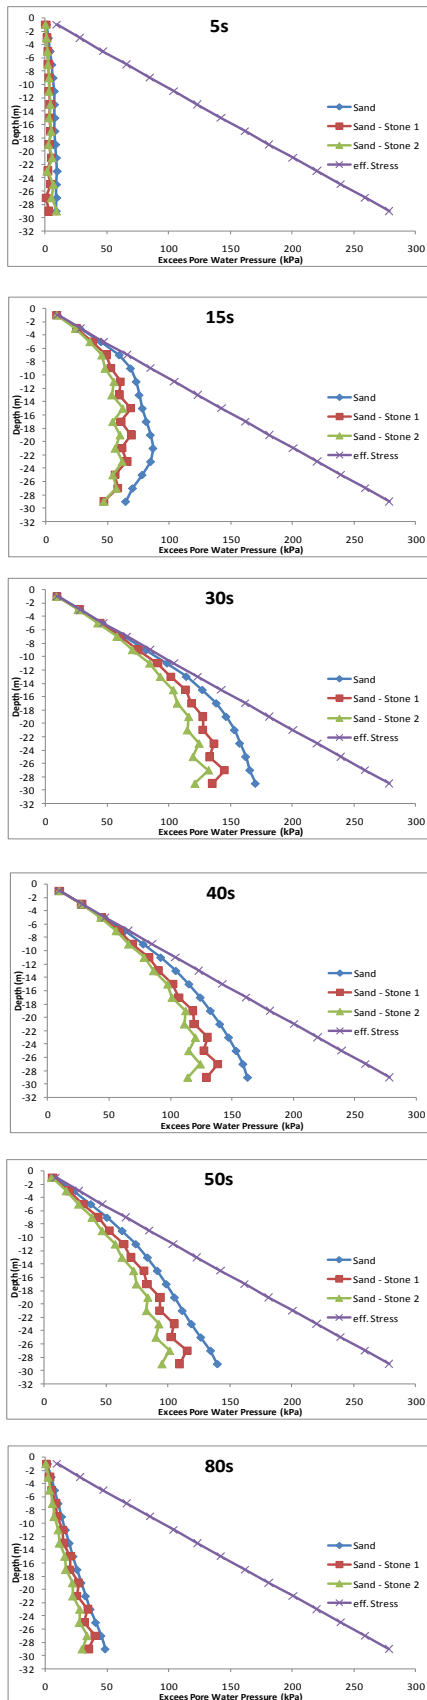 5s
0
-2
-4
-6
-8
-10
-12
-14
-16
-18
-20
-22
-24
-26
-28
-30
-32
Depth(m)
Sand
Sand - Stone 1
Sand - Stone 2
eff. Stress
0 50 100 150 200 250 300
Excees Pore Water Pressure (kPa)
15s
0
-2
-4
-6
-8
-10
-12
-14
-16
-18
-20
-22
-24
-26
-28
-30
-32
Depth (m)
Sand
Sand - Stone 1
Sand - Stone 2
eff. Stress
0 50 100 150 200 250 300
Excees Pore Water Pressure (kPa)
30s
0
-2
-4
-6
-8
-10
-12
-14
-16
-18
-20
-22
-24
-26
-28
-30
-32
Depth (m)
Sand
Sand - Stone 1
Sand - Stone 2
eff. Stress
0 50 100 150 200 250 300
Excees Pore Water Pressure (kPa)
40s
0
-2
-4
-6
-8
-10
-12
-14
-16
-18
-20
-22
-24
-26
-28
-30
-32
Depth (m)
Sand
Sand - Stone 1
Sand - Stone 2
eff. Stress
0 50 100 150 200 250 300
Excees Pore Water Pressure (kPa)
50s
0
-2
-4
-6
-8
-10
-12
-14
-16
-18
-20
-22
-24
-26
-28
-30
-32
Depth (m)
Sand
Sand - Stone 1
Sand - Stone 2
eff. Stress
0 50 100 150 200 250 300
Excees Pore Water Pressure (kPa)
80s
0
-2
-4
-6
-8
-10
-12
-14
-16
-18
-20
-22
-24
-26
-28
-30
-32
Depth (m)
Sand
Sand - Stone 1
Sand - Stone 2
eff. Stress
0 50 100 150 200 250 300
Excees Pore Water Pressure (kPa)